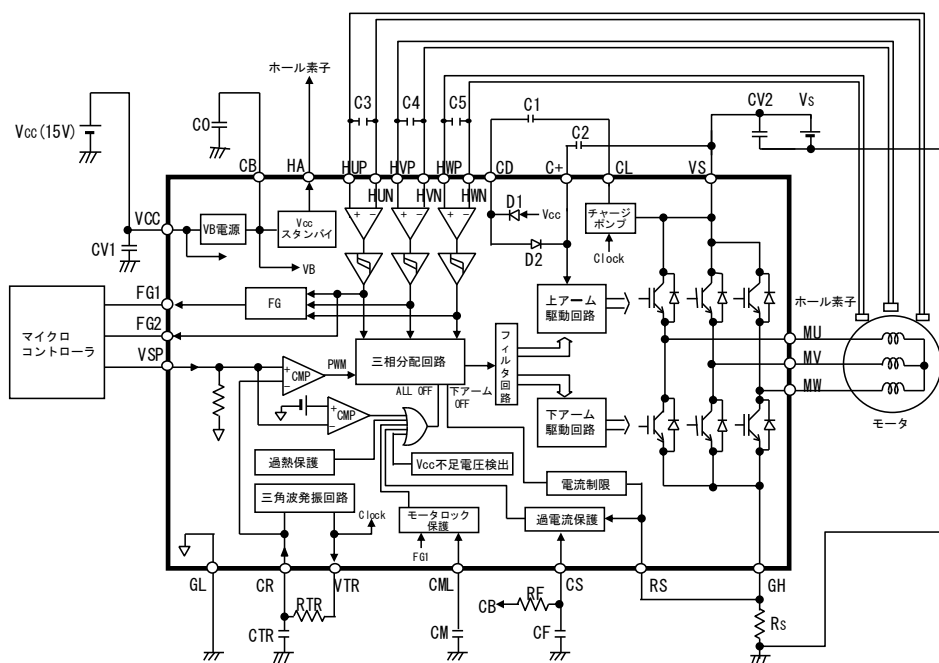 ホール素子
C3
C4
C5
C1
C2
CV2
VS
VCC(15V)
C0
CB
HA
HUP
HVP
HWP
CD
C+
CL
VS
HUN
HVN
HWN
VCC
VB電源
Vcc
スタンバイ
D1
Vcc
D2
チャージ
ポンプ
Clock
CV1
VB
FG1
FG
上アーム
駆動回路
ホール素子
FG2
マイクロ
コントローラ
VSP
CMP
PWM
三相分配回路
フィルタ回路
MU
MV
MW
ALL OFF
下アーム
OFF
CMP
下アーム
駆動回路
モータ
過熱保護
Vcc不足電圧検出
電流制限
三角波発振回路
Clock
モータロック
保護
過電流保護
FG1
GL
CR
VTR
CML
CS
RS
GH
RTR
CB
RF
RS
CTR
CM
CF